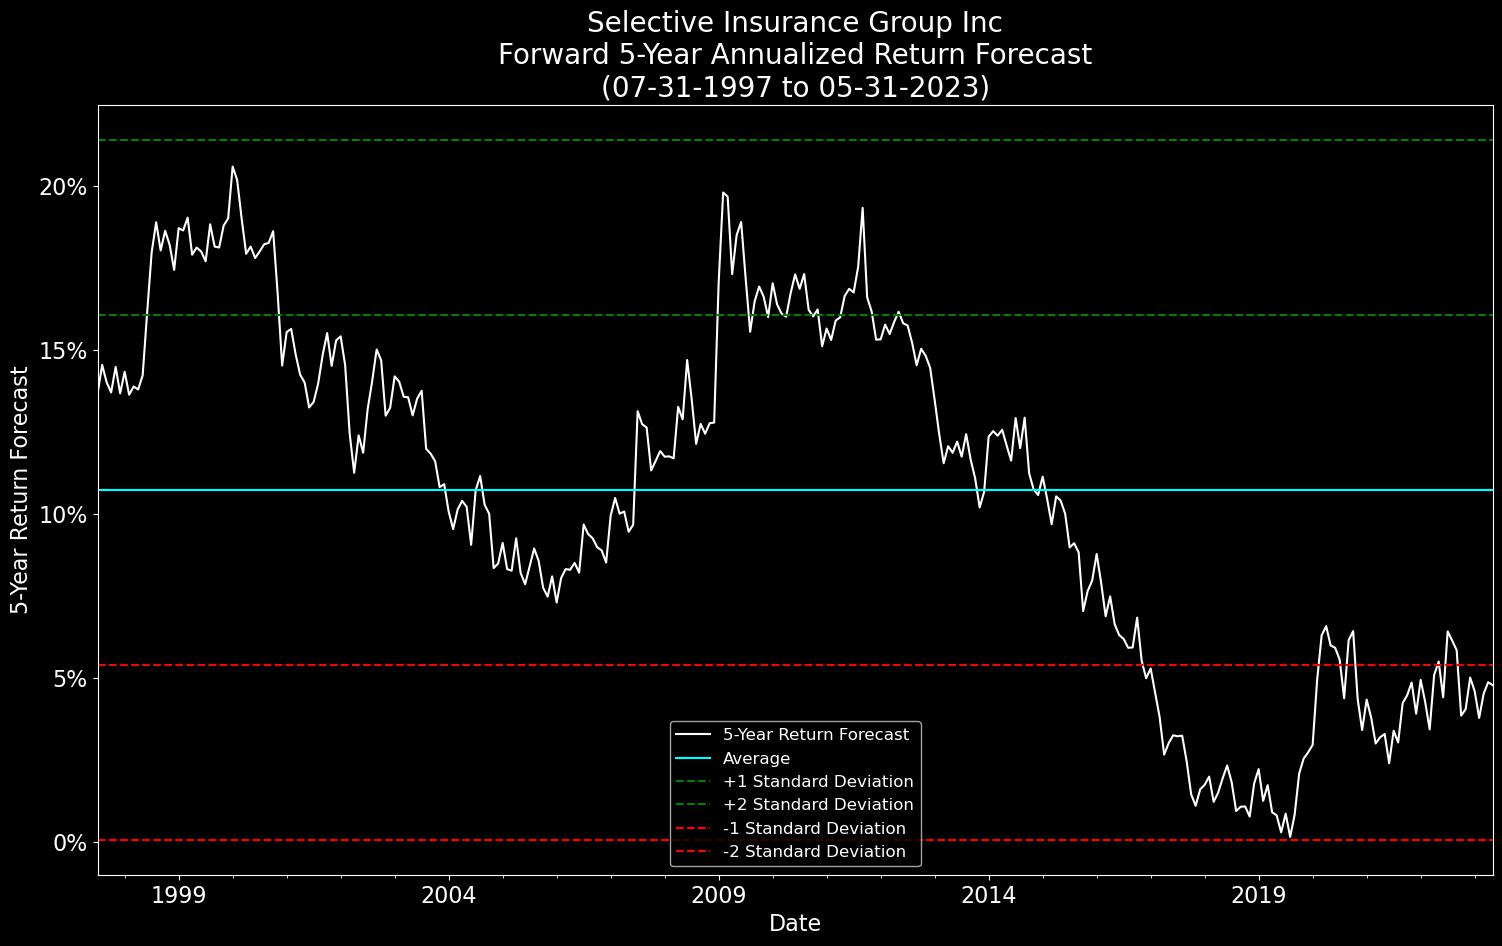 Selective Insurance Group Inc
Forward 5-Year Annualized Return Forecast
(07-31-1997 to 05-31-2023)
5-Year Return Forecast
20%
15%
10%
5%
0%
5-Year Return Forecast
Average
+1 Standard Deviation
+2 Standard Deviation
-1 Standard Deviation
-2 Standard Deviation
1999 2004 2009 2014 2019
Date